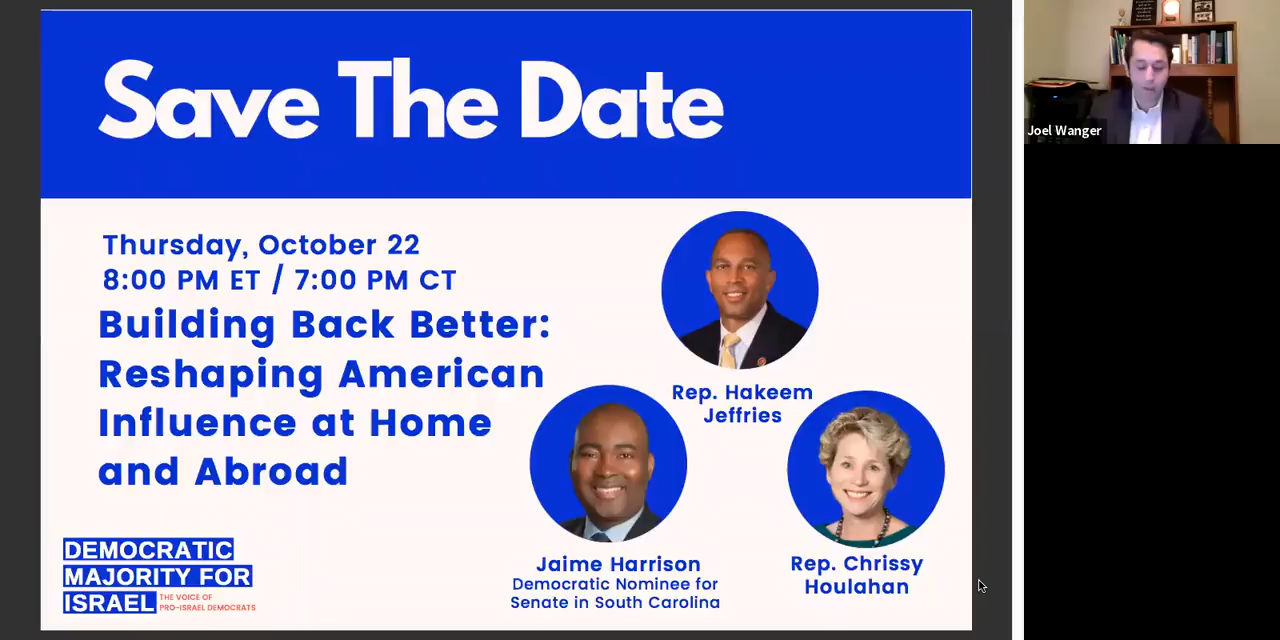 Save The Date
Thursday, October 22
8:00 PM ET / 7:00 PM CT
Building Back Better:
Reshaping American
Influence at Home
and Abroad
Rep. Hakeem
Jeffries
Jaime Harrison
Democratic Nominee for
Senate in South Carolina
Rep. Chrissy
Houlahan
DEMOCRATIC
MAJORITY FOR
ISRAEL
THE VOICE OF
PRO-ISRAEL DEMOCRATS
Joel Wanger